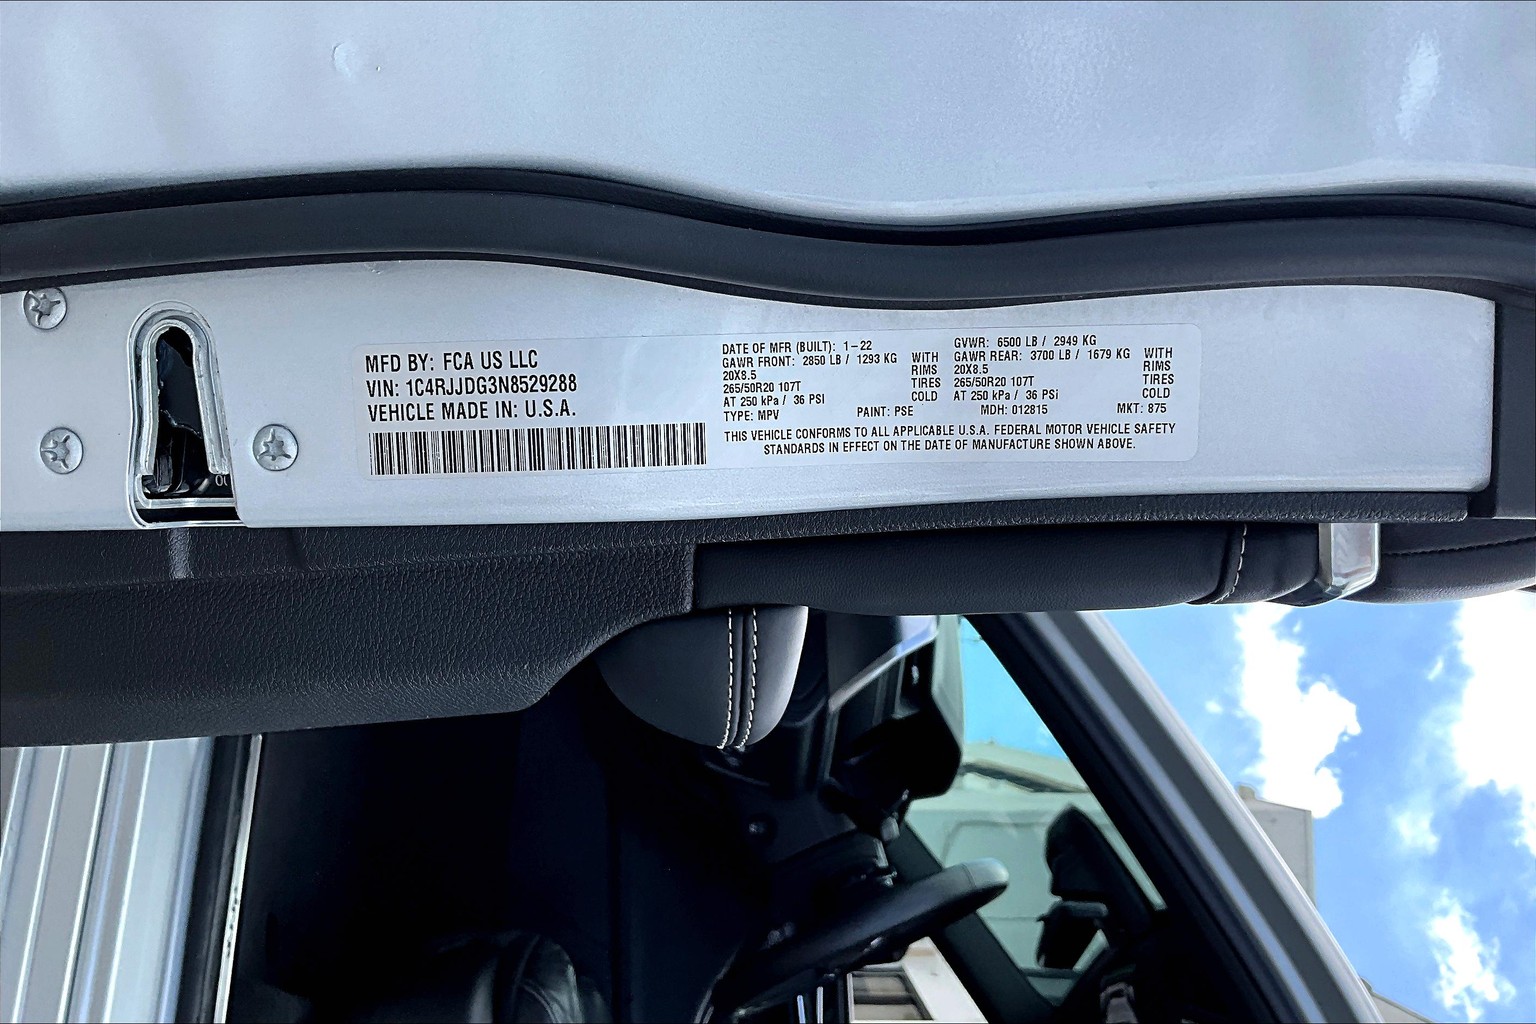 MFD BY: FCA US LLC
VIN: 1C4RJJDG3N8529288
VEHICLE MADE IN: U.S.A.
DATE OF MFR (BUILT): 1-22
GAWR FRONT: 2850 LB / 1293 KG WITH
20X8.5 RIMS
265/50R20 107T TIRES
AT 250 kPa / 36 PSI COLD
TYPE: MPV PAINT: PSE
GVWR: 6500 LB / 2949 KG
GAWR REAR: 3700 LB / 1679 KG WITH
20X8.5 RIMS
265/50R20 107T TIRES
AT 250 kPa / 36 PSi COLD
MDH: 012815 MKT: 875
THIS VEHICLE CONFORMS TO ALL APPLICABLE U.S.A. FEDERAL MOTOR VEHICLE SAFETY
STANDARDS IN EFFECT ON THE DATE OF MANUFACTURE SHOWN ABOVE.